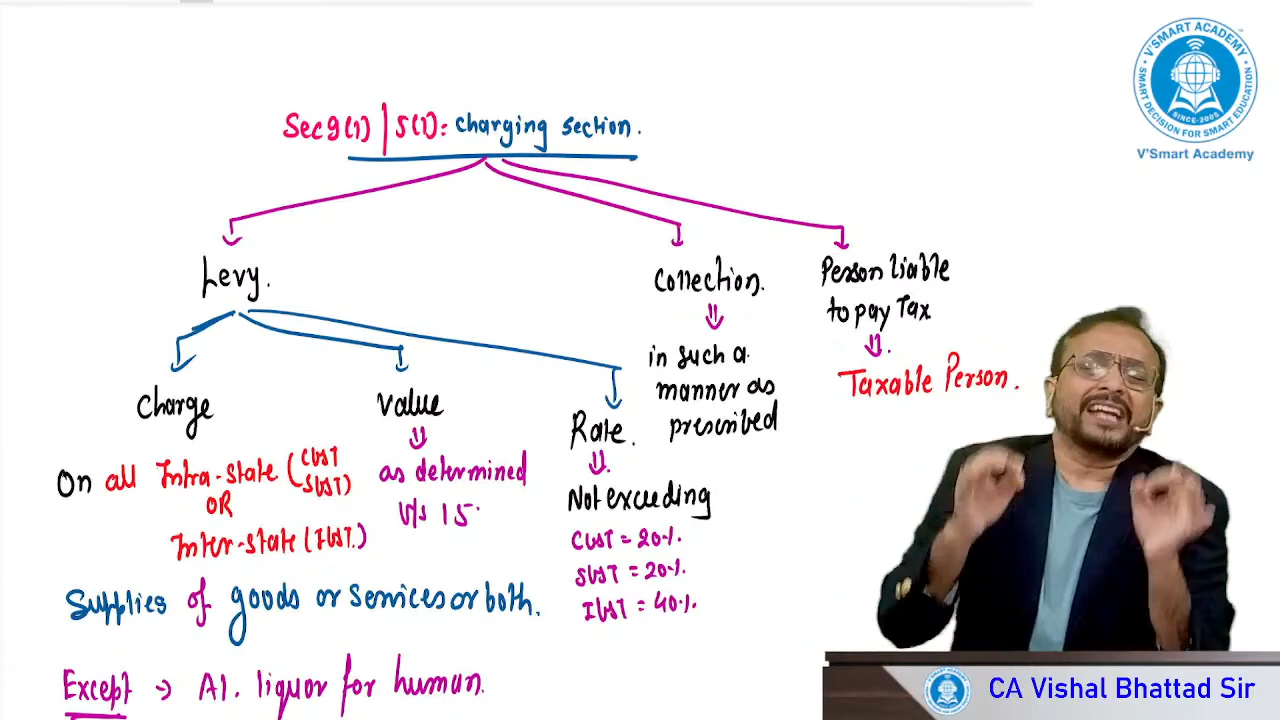 Sec 9(1) | 5(1): charging section.
Levy.
Collection.
Person liable
to pay Tax
in such a
manner as
prescribed
Taxable Person.
Charge
Value
Rate.
On all Intra-state (CGST
SGST)
OR
Inter-state (IGST.)
as determined
u/s 15.
Not exceeding
CGST = 20%.
SGST = 20%.
IGST = 40%.
Supplies of goods or services or both.
Except → Al. liquor for human.
V'SMART ACADEMY
SMART DECISION FOR SMART EDUCATION
SINCE-2005
V'Smart Academy
CA Vishal Bhattad Sir